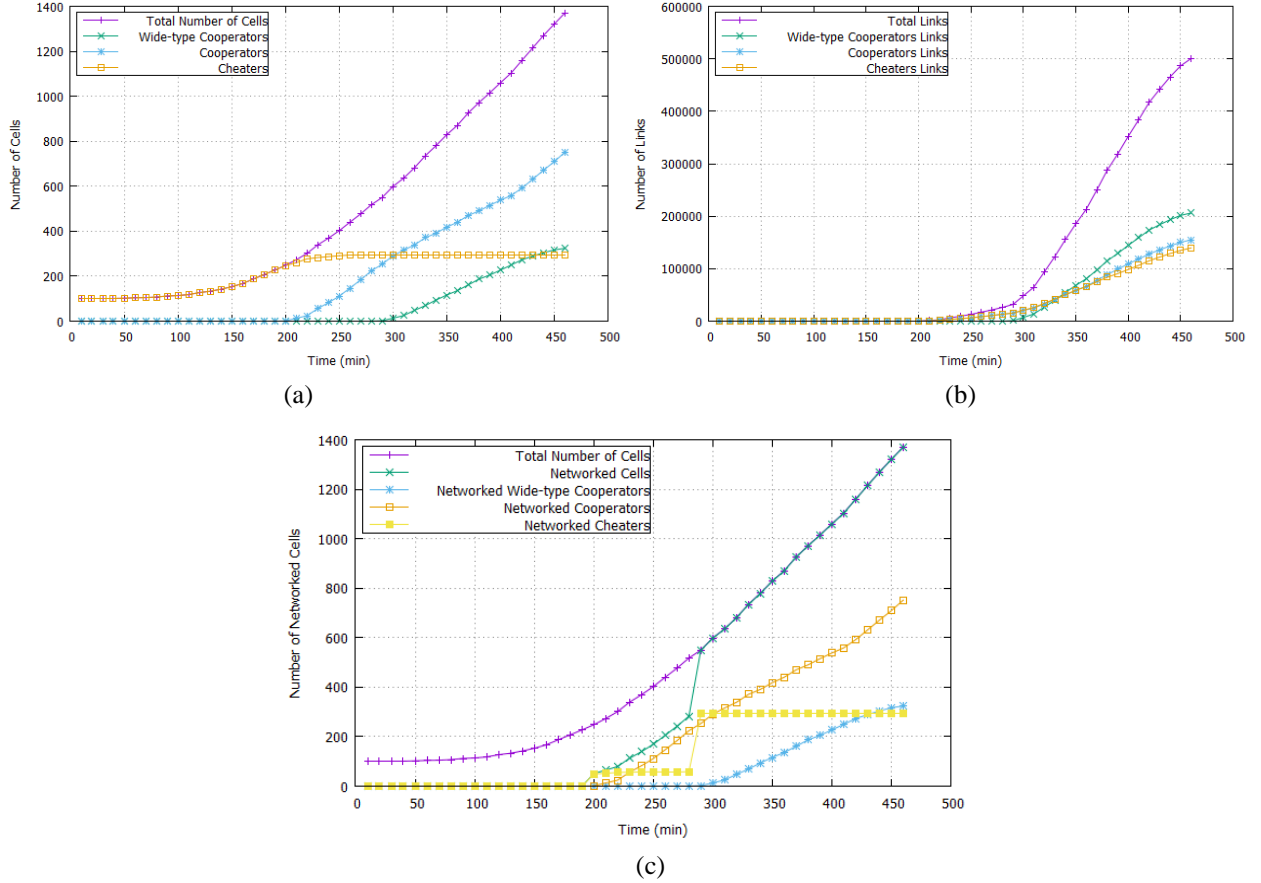 1400
1200
1000
800
600
400
200
0
Number of Cells
Total Number of Cells
Wide-type Cooperators
Cooperators
Cheaters
0 50 100 150 200 250 300 350 400 450 500
Time (min)
(a)
600000
500000
400000
300000
200000
100000
0
Number of Links
Total Links
Wide-type Cooperators Links
Cooperators Links
Cheaters Links
0 50 100 150 200 250 300 350 400 450 500
Time (min)
(b)
1400
1200
1000
800
600
400
200
0
Number of Networked Cells
Total Number of Cells
Networked Cells
Networked Wide-type Cooperators
Networked Cooperators
Networked Cheaters
0 50 100 150 200 250 300 350 400 450 500
Time (min)
(c)